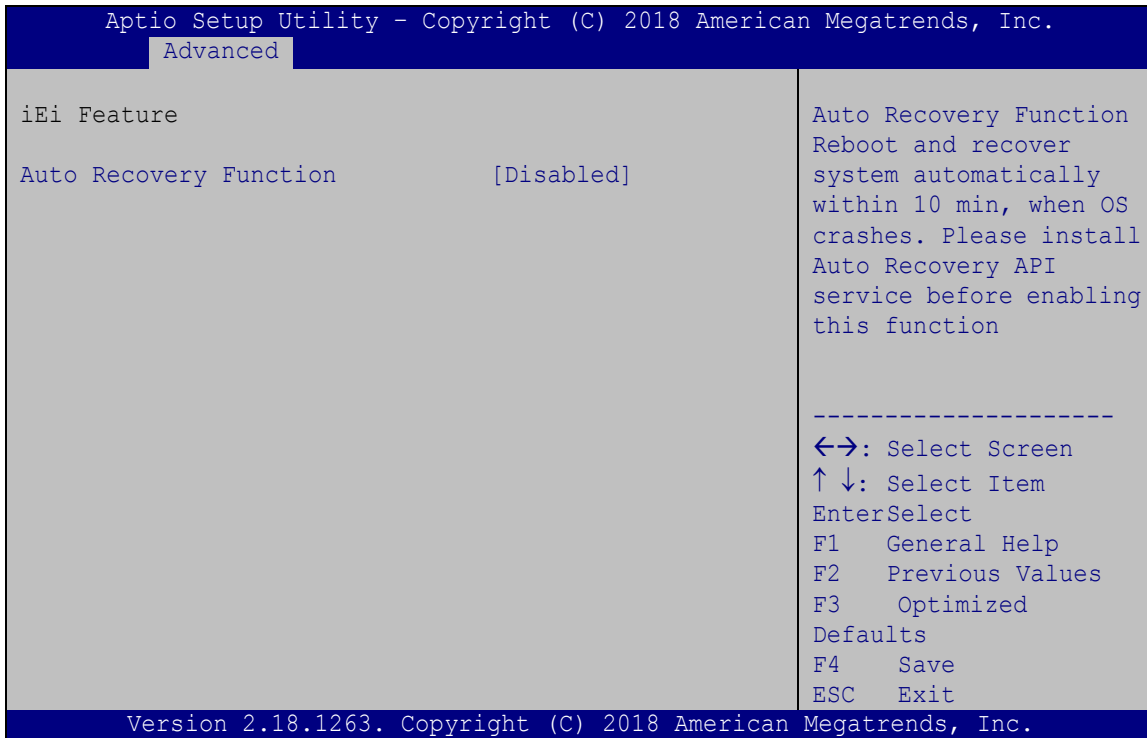 Aptio Setup Utility – Copyright (C) 2018 American Megatrends, Inc.
Advanced
iEi Feature
Auto Recovery Function [Disabled]
Auto Recovery Function
Reboot and recover
system automatically
within 10 min, when OS
crashes. Please install
Auto Recovery API
service before enabling
this function
---------------------
←→: Select Screen
↑ ↓: Select Item
EnterSelect
F1 General Help
F2 Previous Values
F3 Optimized
Defaults
F4 Save
ESC Exit
Version 2.18.1263. Copyright (C) 2018 American Megatrends, Inc.